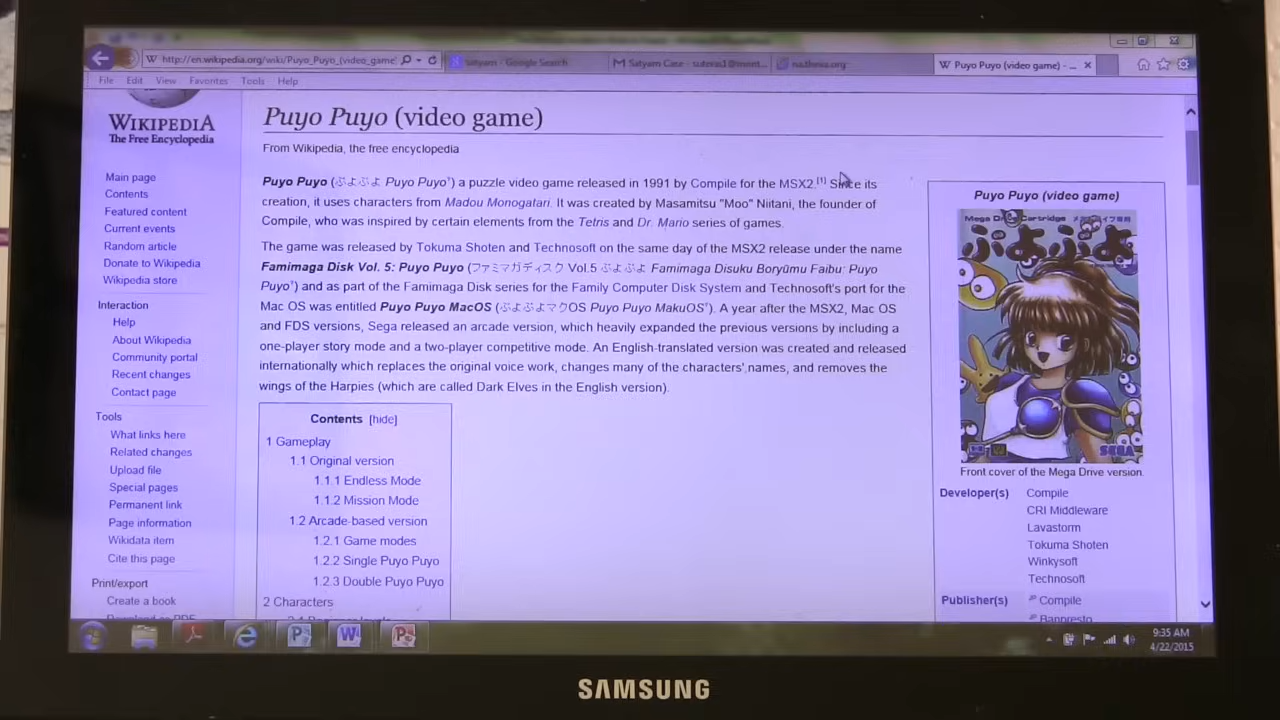 http://en.wikipedia.org/wiki/Puyo_Puyo_(video_game)
satyam - Google Search
Satyam Case - suteras1@mont...
Puyo Puyo (video game) - ...
File Edit View Favorites Tools Help
WIKIPEDIA
The Free Encyclopedia
Main page
Contents
Featured content
Current events
Random article
Donate to Wikipedia
Wikipedia store
Interaction
Help
About Wikipedia
Community portal
Recent changes
Contact page
Tools
What links here
Related changes
Upload file
Special pages
Permanent link
Page information
Wikidata item
Cite this page
Print/export
Create a book
Puyo Puyo (video game)
From Wikipedia, the free encyclopedia
Puyo Puyo (ぷよぷよ Puyo Puyo?) a puzzle video game released in 1991 by Compile for the MSX2.[1] Since its
creation, it uses characters from Madou Monogatari. It was created by Masamitsu "Moo" Niitani, the founder of
Compile, who was inspired by certain elements from the Tetris and Dr. Mario series of games.
The game was released by Tokuma Shoten and Technosoft on the same day of the MSX2 release under the name
Famimaga Disk Vol. 5: Puyo Puyo (ファミマガディスク Vol.5 ぷよぷよ Famimaga Disuku Boryūmu Faibu: Puyo
Puyo?) and as part of the Famimaga Disk series for the Family Computer Disk System and Technosoft's port for the
Mac OS was entitled Puyo Puyo MacOS (ぷよぷよマクOS Puyo Puyo MakuOS?). A year after the MSX2, Mac OS
and FDS versions, Sega released an arcade version, which heavily expanded the previous versions by including a
one-player story mode and a two-player competitive mode. An English-translated version was created and released
internationally which replaces the original voice work, changes many of the characters' names, and removes the
wings of the Harpies (which are called Dark Elves in the English version).
Contents [hide]
1 Gameplay
1.1 Original version
1.1.1 Endless Mode
1.1.2 Mission Mode
1.2 Arcade-based version
1.2.1 Game modes
1.2.2 Single Puyo Puyo
1.2.3 Double Puyo Puyo
2 Characters
Puyo Puyo (video game)
Mega Drive Cartridge メガドライブ専用
ぷよぷよ
SEGA
Front cover of the Mega Drive version.
Developer(s) Compile
CRI Middleware
Lavastorm
Tokuma Shoten
Winkysoft
Technosoft
Publisher(s) Compile
Banpresto
9:35 AM
4/22/2015
SAMSUNG